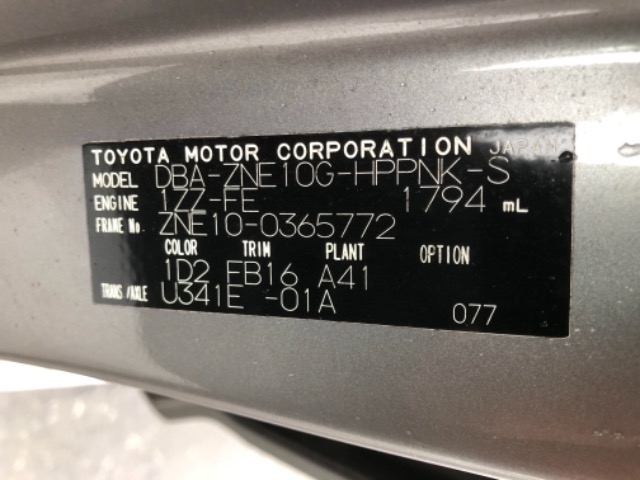 TOYOTA MOTOR CORPORATION JAPAN
MODEL DBA-ZNE10G-HPPNK-S
ENGINE 1ZZ-FE 1794 mL
FRAME No. ZNE10-0365772
COLOR TRIM PLANT OPTION
1D2 FB16 A41
TRANS/AXLE U341E -01A
077